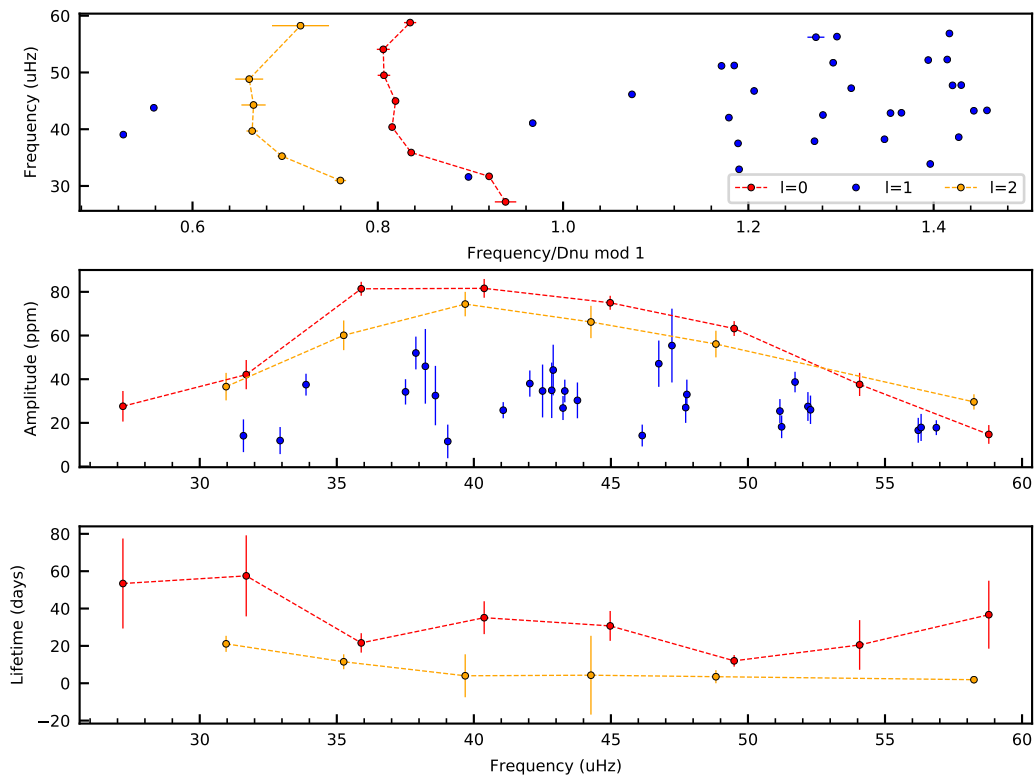 60
50
40
30
Frequency (uHz)
l=0 l=1 l=2
0.6 0.8 1.0 1.2 1.4
Frequency/Dnu mod 1
80
60
40
20
0
Amplitude (ppm)
30 35 40 45 50 55 60
80
60
40
20
0
−20
Lifetime (days)
30 35 40 45 50 55 60
Frequency (uHz)